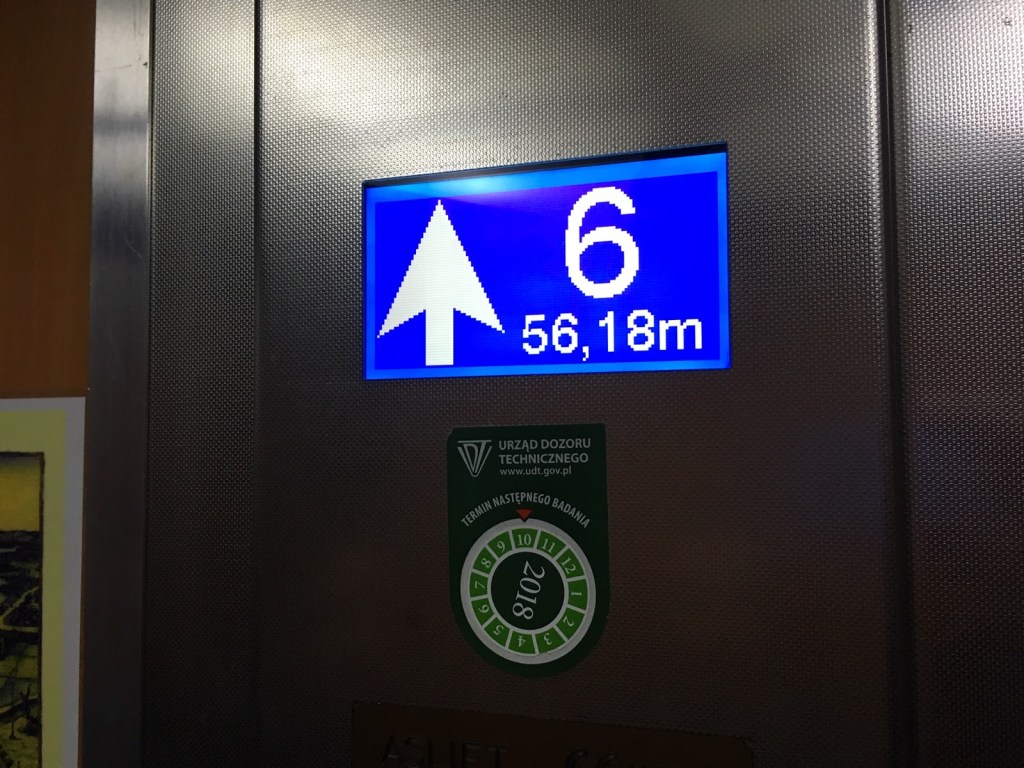 6
56,18m
URZĄD DOZORU
TECHNICZNEGO
www.udt.gov.pl
TERMIN NASTĘPNEGO BADANIA
1 2 3 4 5 6 7 8 9 10 11 12
2018